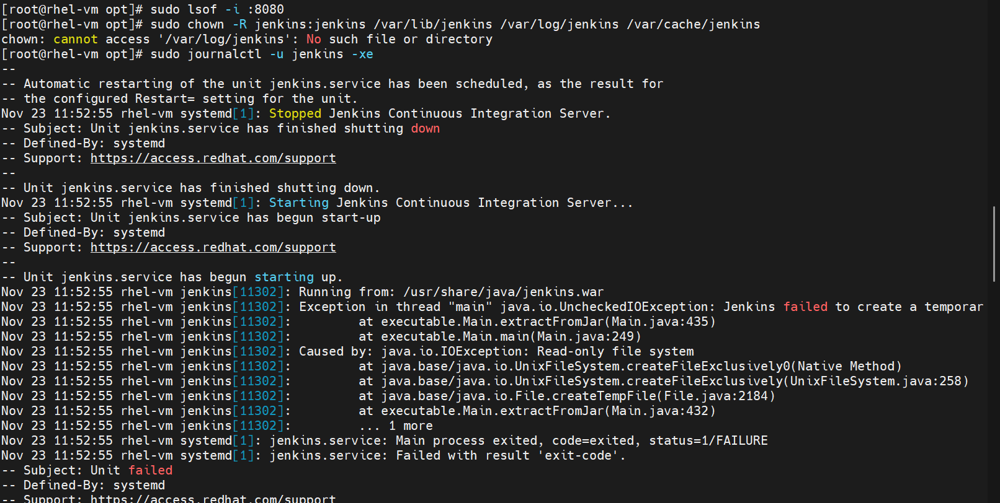 [root@rhel-vm opt]# sudo lsof -i :8080
[root@rhel-vm opt]# sudo chown -R jenkins:jenkins /var/lib/jenkins /var/log/jenkins /var/cache/jenkins
chown: cannot access '/var/log/jenkins': No such file or directory
[root@rhel-vm opt]# sudo journalctl -u jenkins -xe
--
-- Automatic restarting of the unit jenkins.service has been scheduled, as the result for
-- the configured Restart= setting for the unit.
Nov 23 11:52:55 rhel-vm systemd[1]: Stopped Jenkins Continuous Integration Server.
-- Subject: Unit jenkins.service has finished shutting down
-- Defined-By: systemd
-- Support: https://access.redhat.com/support
--
-- Unit jenkins.service has finished shutting down.
Nov 23 11:52:55 rhel-vm systemd[1]: Starting Jenkins Continuous Integration Server...
-- Subject: Unit jenkins.service has begun start-up
-- Defined-By: systemd
-- Support: https://access.redhat.com/support
--
-- Unit jenkins.service has begun starting up.
Nov 23 11:52:55 rhel-vm jenkins[11302]: Running from: /usr/share/java/jenkins.war
Nov 23 11:52:55 rhel-vm jenkins[11302]: Exception in thread "main" java.io.UncheckedIOException: Jenkins failed to create a temporar
Nov 23 11:52:55 rhel-vm jenkins[11302]:         at executable.Main.extractFromJar(Main.java:435)
Nov 23 11:52:55 rhel-vm jenkins[11302]:         at executable.Main.main(Main.java:249)
Nov 23 11:52:55 rhel-vm jenkins[11302]: Caused by: java.io.IOException: Read-only file system
Nov 23 11:52:55 rhel-vm jenkins[11302]:         at java.base/java.io.UnixFileSystem.createFileExclusively0(Native Method)
Nov 23 11:52:55 rhel-vm jenkins[11302]:         at java.base/java.io.UnixFileSystem.createFileExclusively(UnixFileSystem.java:258)
Nov 23 11:52:55 rhel-vm jenkins[11302]:         at java.base/java.io.File.createTempFile(File.java:2184)
Nov 23 11:52:55 rhel-vm jenkins[11302]:         at executable.Main.extractFromJar(Main.java:432)
Nov 23 11:52:55 rhel-vm jenkins[11302]:         ... 1 more
Nov 23 11:52:55 rhel-vm systemd[1]: jenkins.service: Main process exited, code=exited, status=1/FAILURE
Nov 23 11:52:55 rhel-vm systemd[1]: jenkins.service: Failed with result 'exit-code'.
-- Subject: Unit failed
-- Defined-By: systemd
-- Support: https://access.redhat.com/support